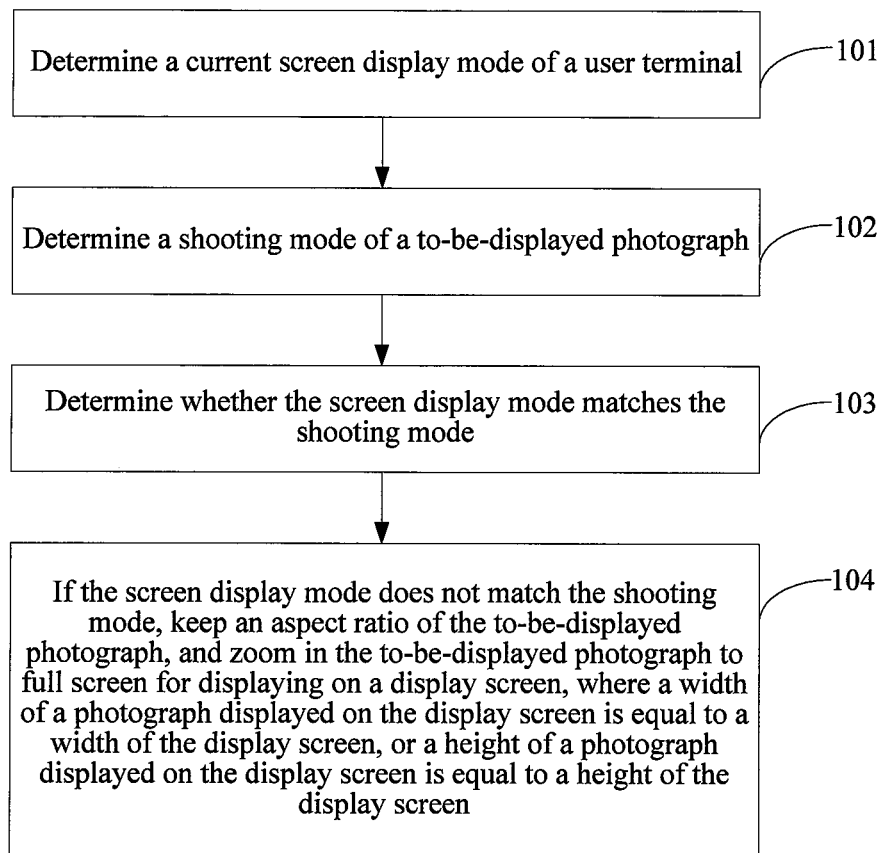 Determine a current screen display mode of a user terminal
101
Determine a shooting mode of a to-be-displayed photograph
102
Determine whether the screen display mode matches the
shooting mode
103
If the screen display mode does not match the shooting
mode, keep an aspect ratio of the to-be-displayed
photograph, and zoom in the to-be-displayed photograph to
full screen for displaying on a display screen, where a width
of a photograph displayed on the display screen is equal to a
width of the display screen, or a height of a photograph
displayed on the display screen is equal to a height of the
display screen
104